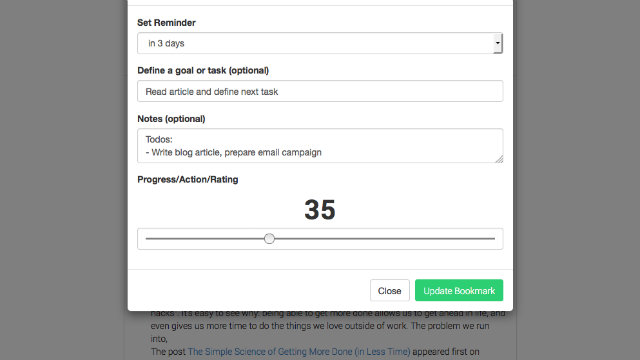 Set Reminder
in 3 days
Define a goal or task (optional)
Read article and define next task
Notes (optional)
Todos:
- Write blog article, prepare email campaign
Progress/Action/Rating
35
Close Update Bookmark
hacks". It's easy to see why: being able to get more done allows us to get ahead in life, and
even gives us more time to do the things we love outside of work. The problem we run
into,
The post The Simple Science of Getting More Done (in Less Time) appeared first on